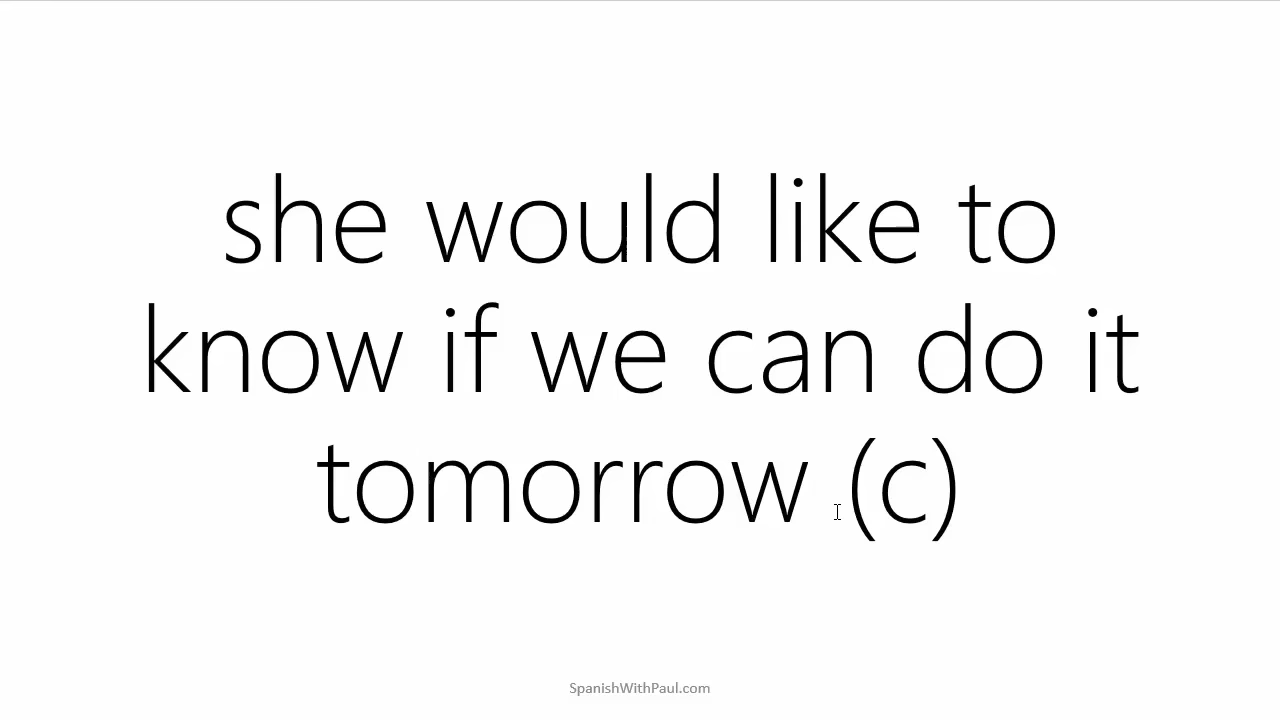 she would like to
know if we can do it
tomorrow (c)
SpanishWithPaul.com